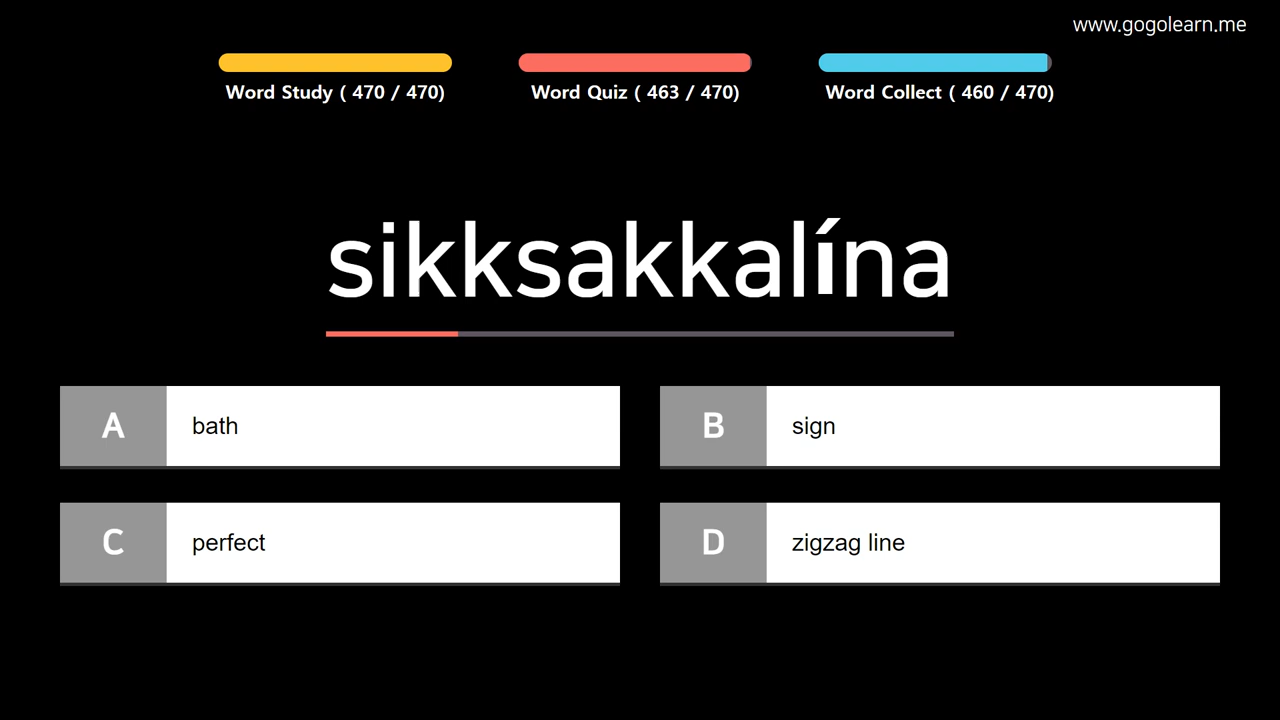 www.gogolearn.me
Word Study ( 470 / 470)
Word Quiz ( 463 / 470)
Word Collect ( 460 / 470)
sikksakkalína
A bath
B sign
C perfect
D zigzag line